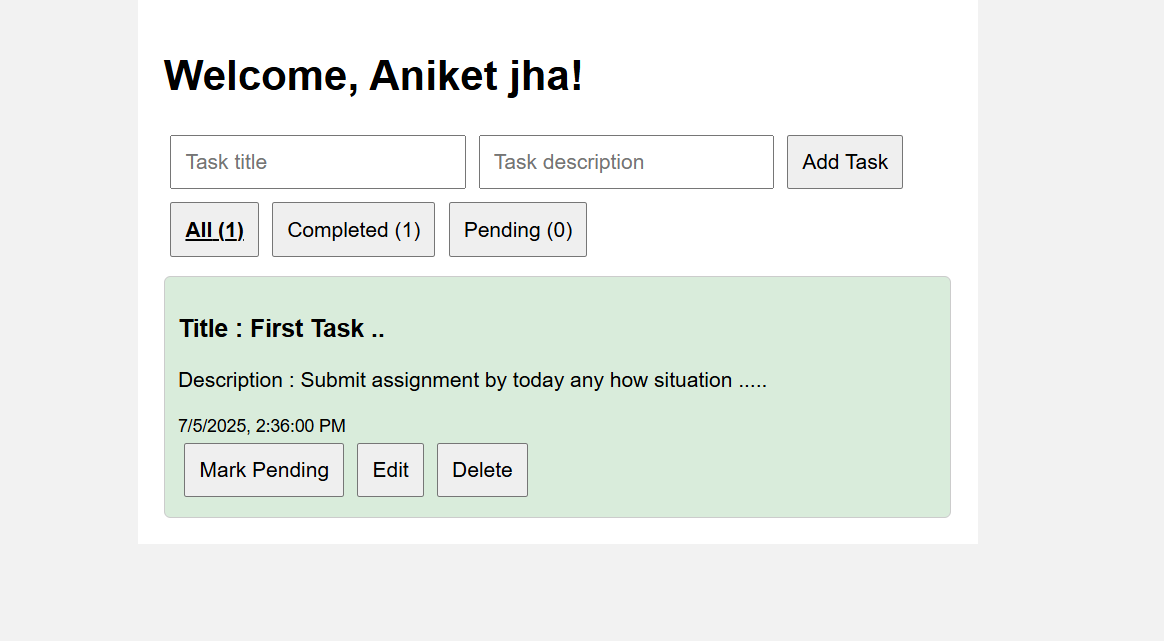 Welcome, Aniket jha!
Task title Task description Add Task
All (1) Completed (1) Pending (0)
Title : First Task ..
Description : Submit assignment by today any how situation .....
7/5/2025, 2:36:00 PM
Mark Pending Edit Delete